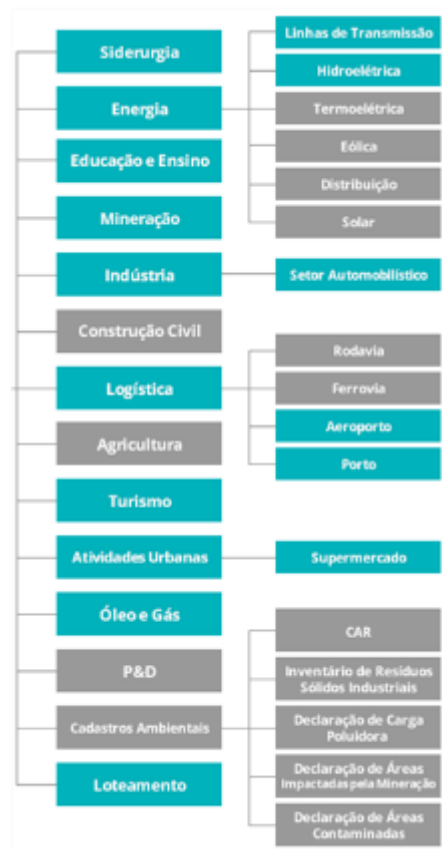 Siderurgia
Energia
Linhas de Transmissão
Hidroelétrica
Termoelétrica
Eólica
Distribuição
Solar
Educação e Ensino
Mineração
Indústria
Setor Automobilístico
Construção Civil
Logística
Rodavia
Ferrovia
Aeroporto
Porto
Agricultura
Turismo
Atividades Urbanas
Supermercado
Óleo e Gás
P&D
Cadastros Ambientais
CAR
Inventário de Resíduos
Sólidos Industriais
Declaração de Carga
Poluidora
Declaração de Áreas
Impactadas pela Mineração
Declaração de Áreas
Contaminadas
Loteamento